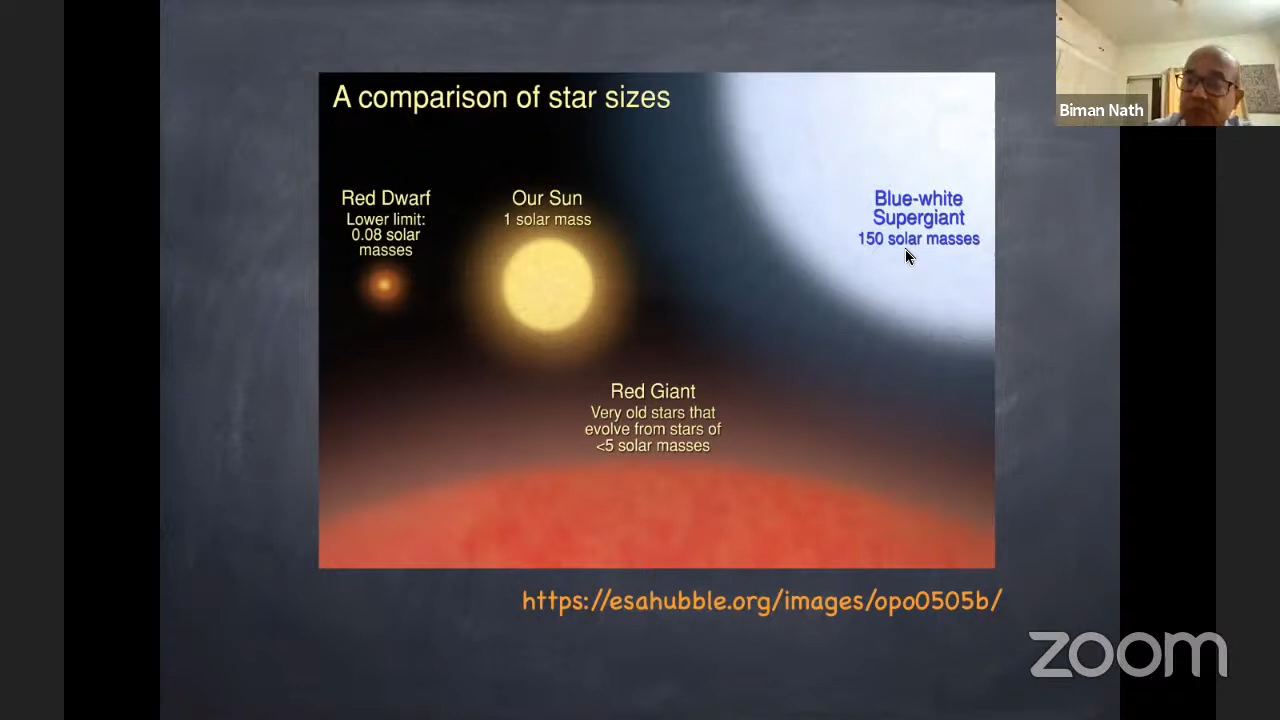 A comparison of star sizes
Biman Nath
Red Dwarf
Lower limit:
0.08 solar
masses
Our Sun
1 solar mass
Blue-white
Supergiant
150 solar masses
Red Giant
Very old stars that
evolve from stars of
<5 solar masses
https://esahubble.org/images/opo0505b/
zoom